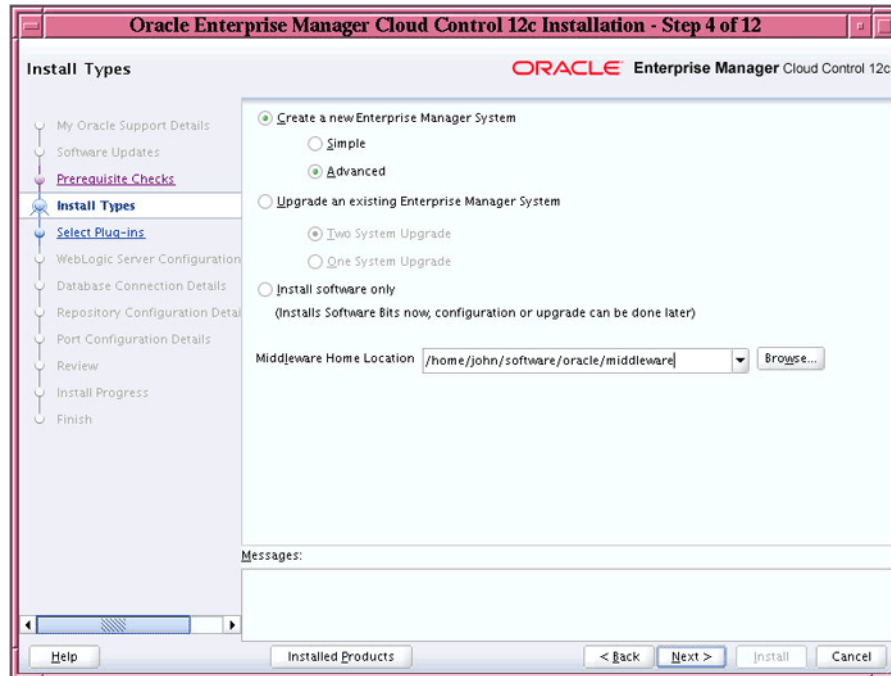 Oracle Enterprise Manager Cloud Control 12c Installation - Step 4 of 12
Install Types
ORACLE Enterprise Manager Cloud Control 12c
My Oracle Support Details
Software Updates
Prerequisite Checks
Install Types
Select Plug-ins
WebLogic Server Configuration
Database Connection Details
Repository Configuration Detai
Port Configuration Details
Review
Install Progress
Finish
Create a new Enterprise Manager System
Simple
Advanced
Upgrade an existing Enterprise Manager System
Two System Upgrade
One System Upgrade
Install software only
(Installs Software Bits now, configuration or upgrade can be done later)
Middleware Home Location /home/john/software/oracle/middleware Browse...
Messages:
Help Installed Products < Back Next > Install Cancel